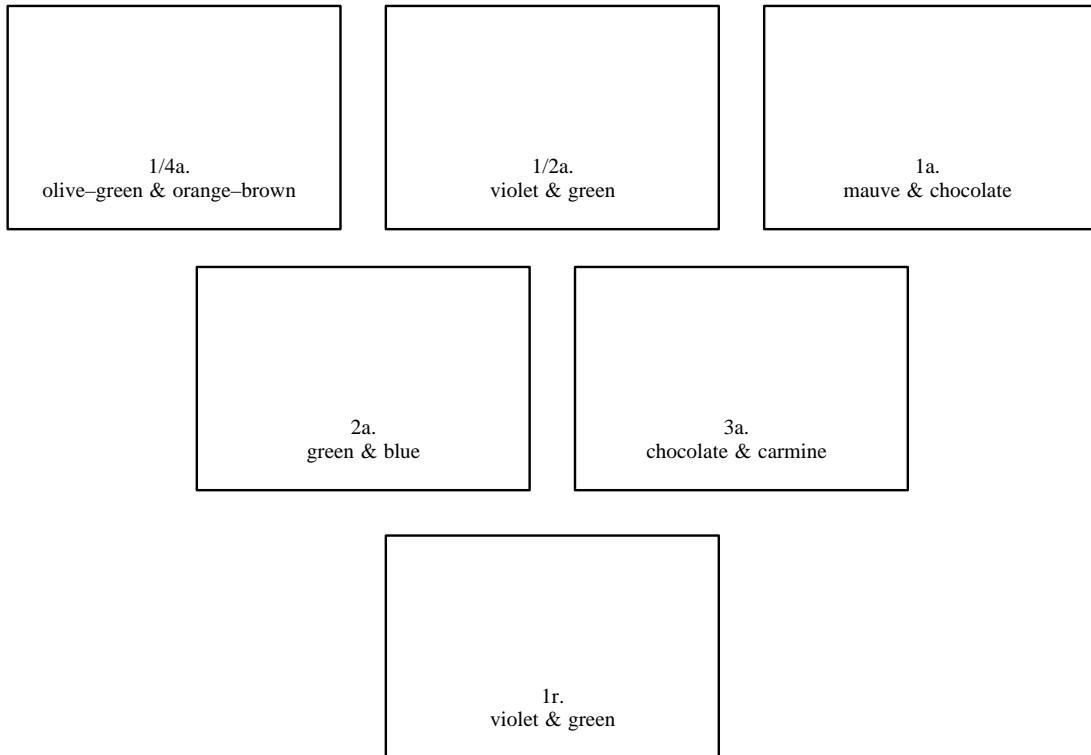 1/4a.
olive–green & orange–brown
1/2a.
violet & green
1a.
mauve & chocolate
2a.
green & blue
3a.
chocolate & carmine
1r.
violet & green